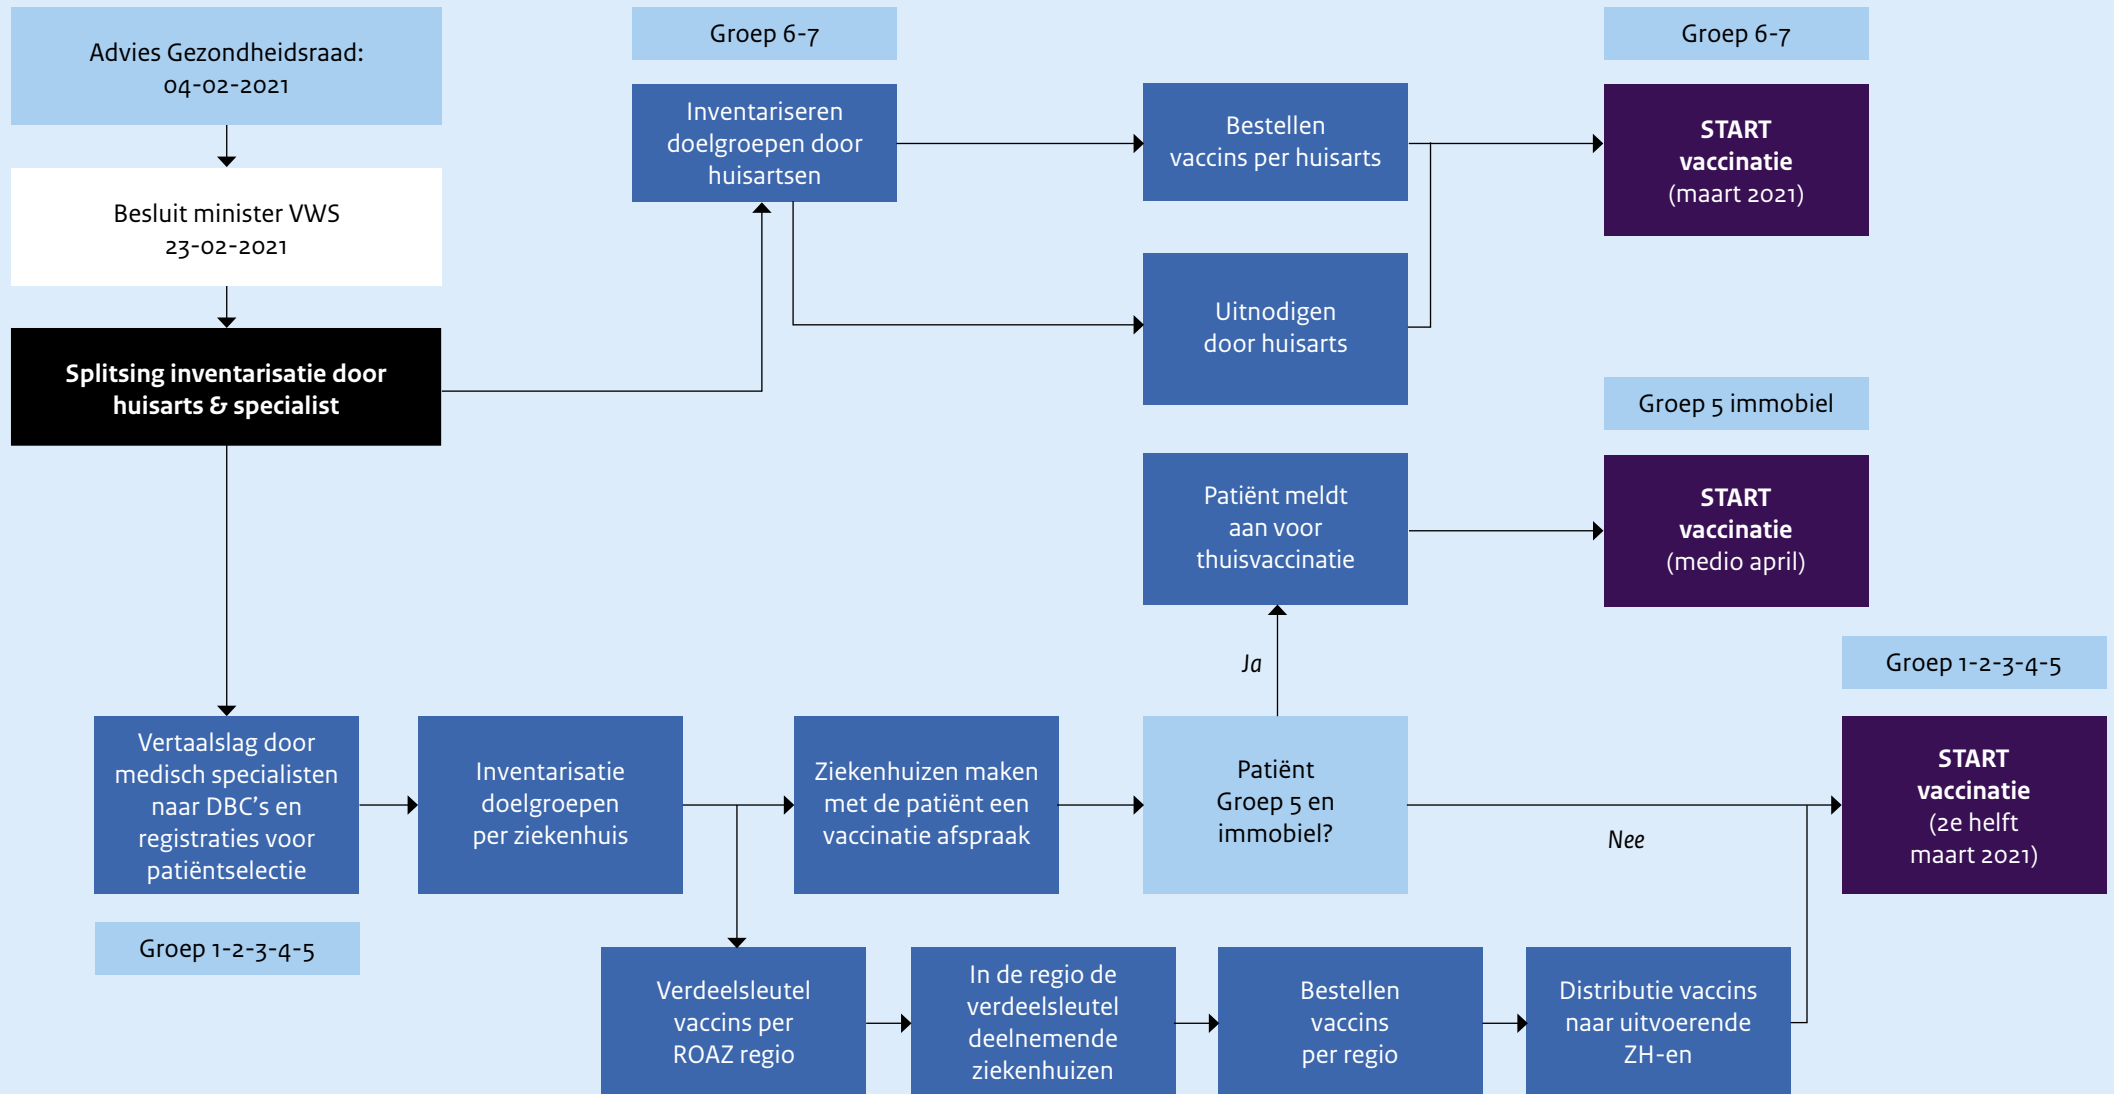 Advies Gezondheidsraad:
04-02-2021
Besluit minister VWS
23-02-2021
Splitsing inventarisatie door
huisarts & specialist
Groep 6-7
Inventariseren
doelgroepen door
huisartsen
Bestellen
vaccins per huisarts
Uitnodigen
door huisarts
Groep 6-7
START
vaccinatie
(maart 2021)
Groep 5 immobiel
Patiënt meldt
aan voor
thuisvaccinatie
START
vaccinatie
(medio april)
Ja
Groep 1-2-3-4-5
Vertaalslag door
medisch specialisten
naar DBC's en
registraties voor
patiëntselectie
Groep 1-2-3-4-5
Inventarisatie
doelgroepen
per ziekenhuis
Ziekenhuizen maken
met de patiënt een
vaccinatie afspraak
Patiënt
Groep 5 en
immobiel?
Nee
START
vaccinatie
(2e helft
maart 2021)
Verdeelsleutel
vaccins per
ROAZ regio
In de regio de
verdeelsleutel
deelnemende
ziekenhuizen
Bestellen
vaccins
per regio
Distributie vaccins
naar uitvoerende
ZH-en